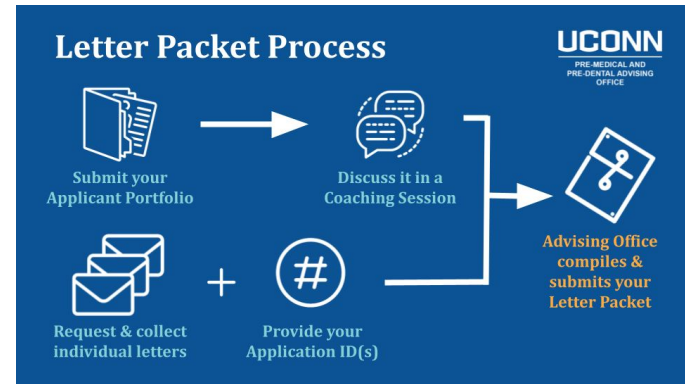 Letter Packet Process
UCONN
PRE-MEDICAL AND
PRE-DENTAL ADVISING
OFFICE
Submit your
Applicant Portfolio
Discuss it in a
Coaching Session
Advising Office
compiles &
submits your
Letter Packet
+
#
Request & collect
individual letters
Provide your
Application ID(s)